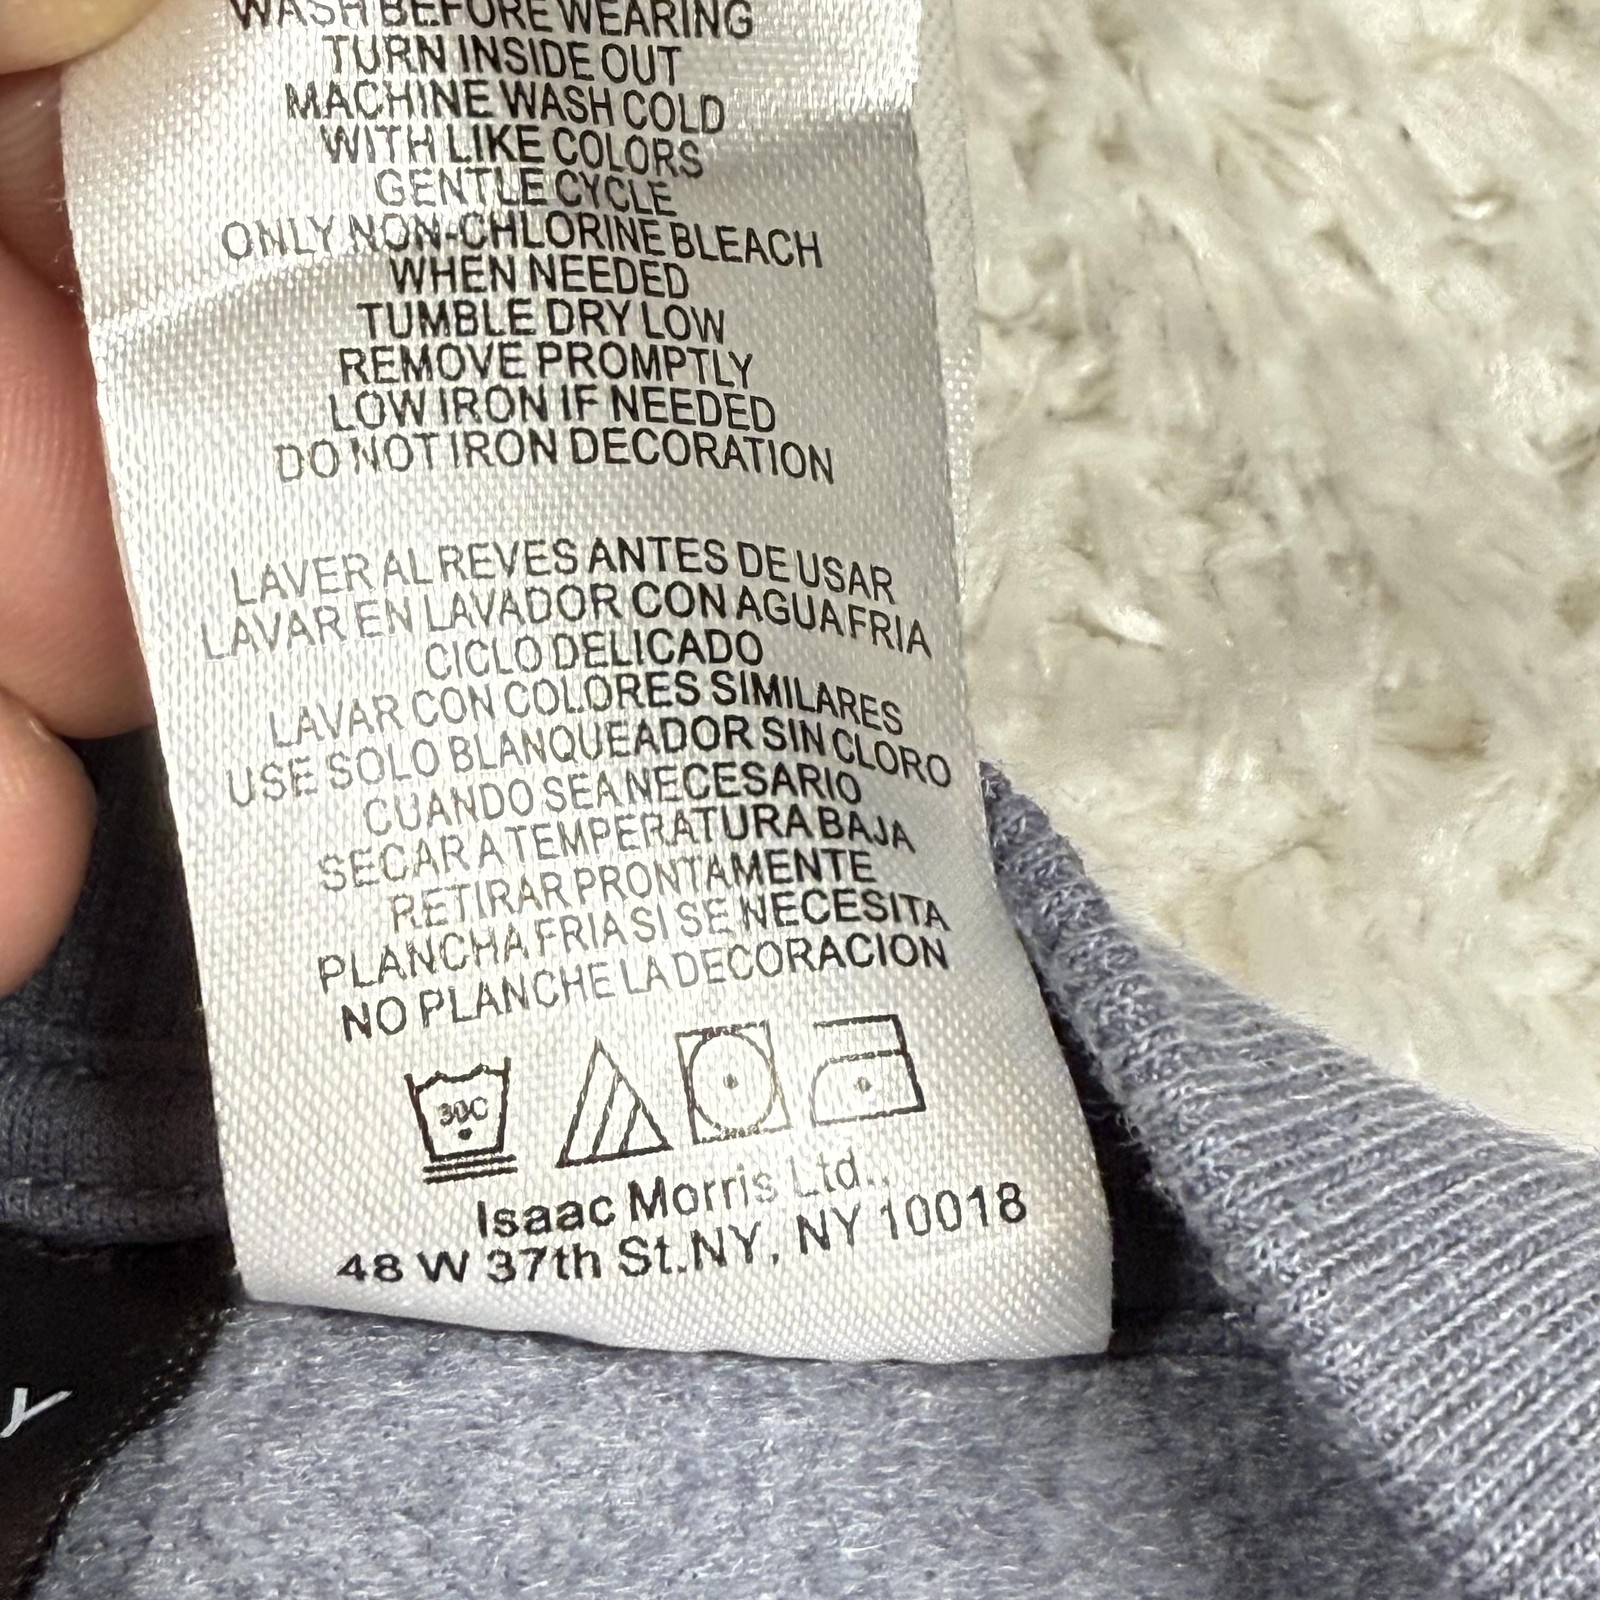 WASH BEFORE WEARING
TURN INSIDE OUT
MACHINE WASH COLD
WITH LIKE COLORS
GENTLE CYCLE
ONLY NON-CHLORINE BLEACH
WHEN NEEDED
TUMBLE DRY LOW
REMOVE PROMPTLY
LOW IRON IF NEEDED
DO NOT IRON DECORATION
LAVER AL REVES ANTES DE USAR
LAVAR EN LAVADOR CON AGUA FRIA
CICLO DELICADO
LAVAR CON COLORES SIMILARES
USE SOLO BLANQUEADOR SIN CLORO
CUANDO SEA NECESARIO
SECAR A TEMPERATURA BAJA
RETIRAR PRONTAMENTE
PLANCHA FRIA SI SE NECESITA
NO PLANCHE LA DECORACION
30C
Isaac Morris Ltd.,
48 W 37th St.NY, NY 10018
y